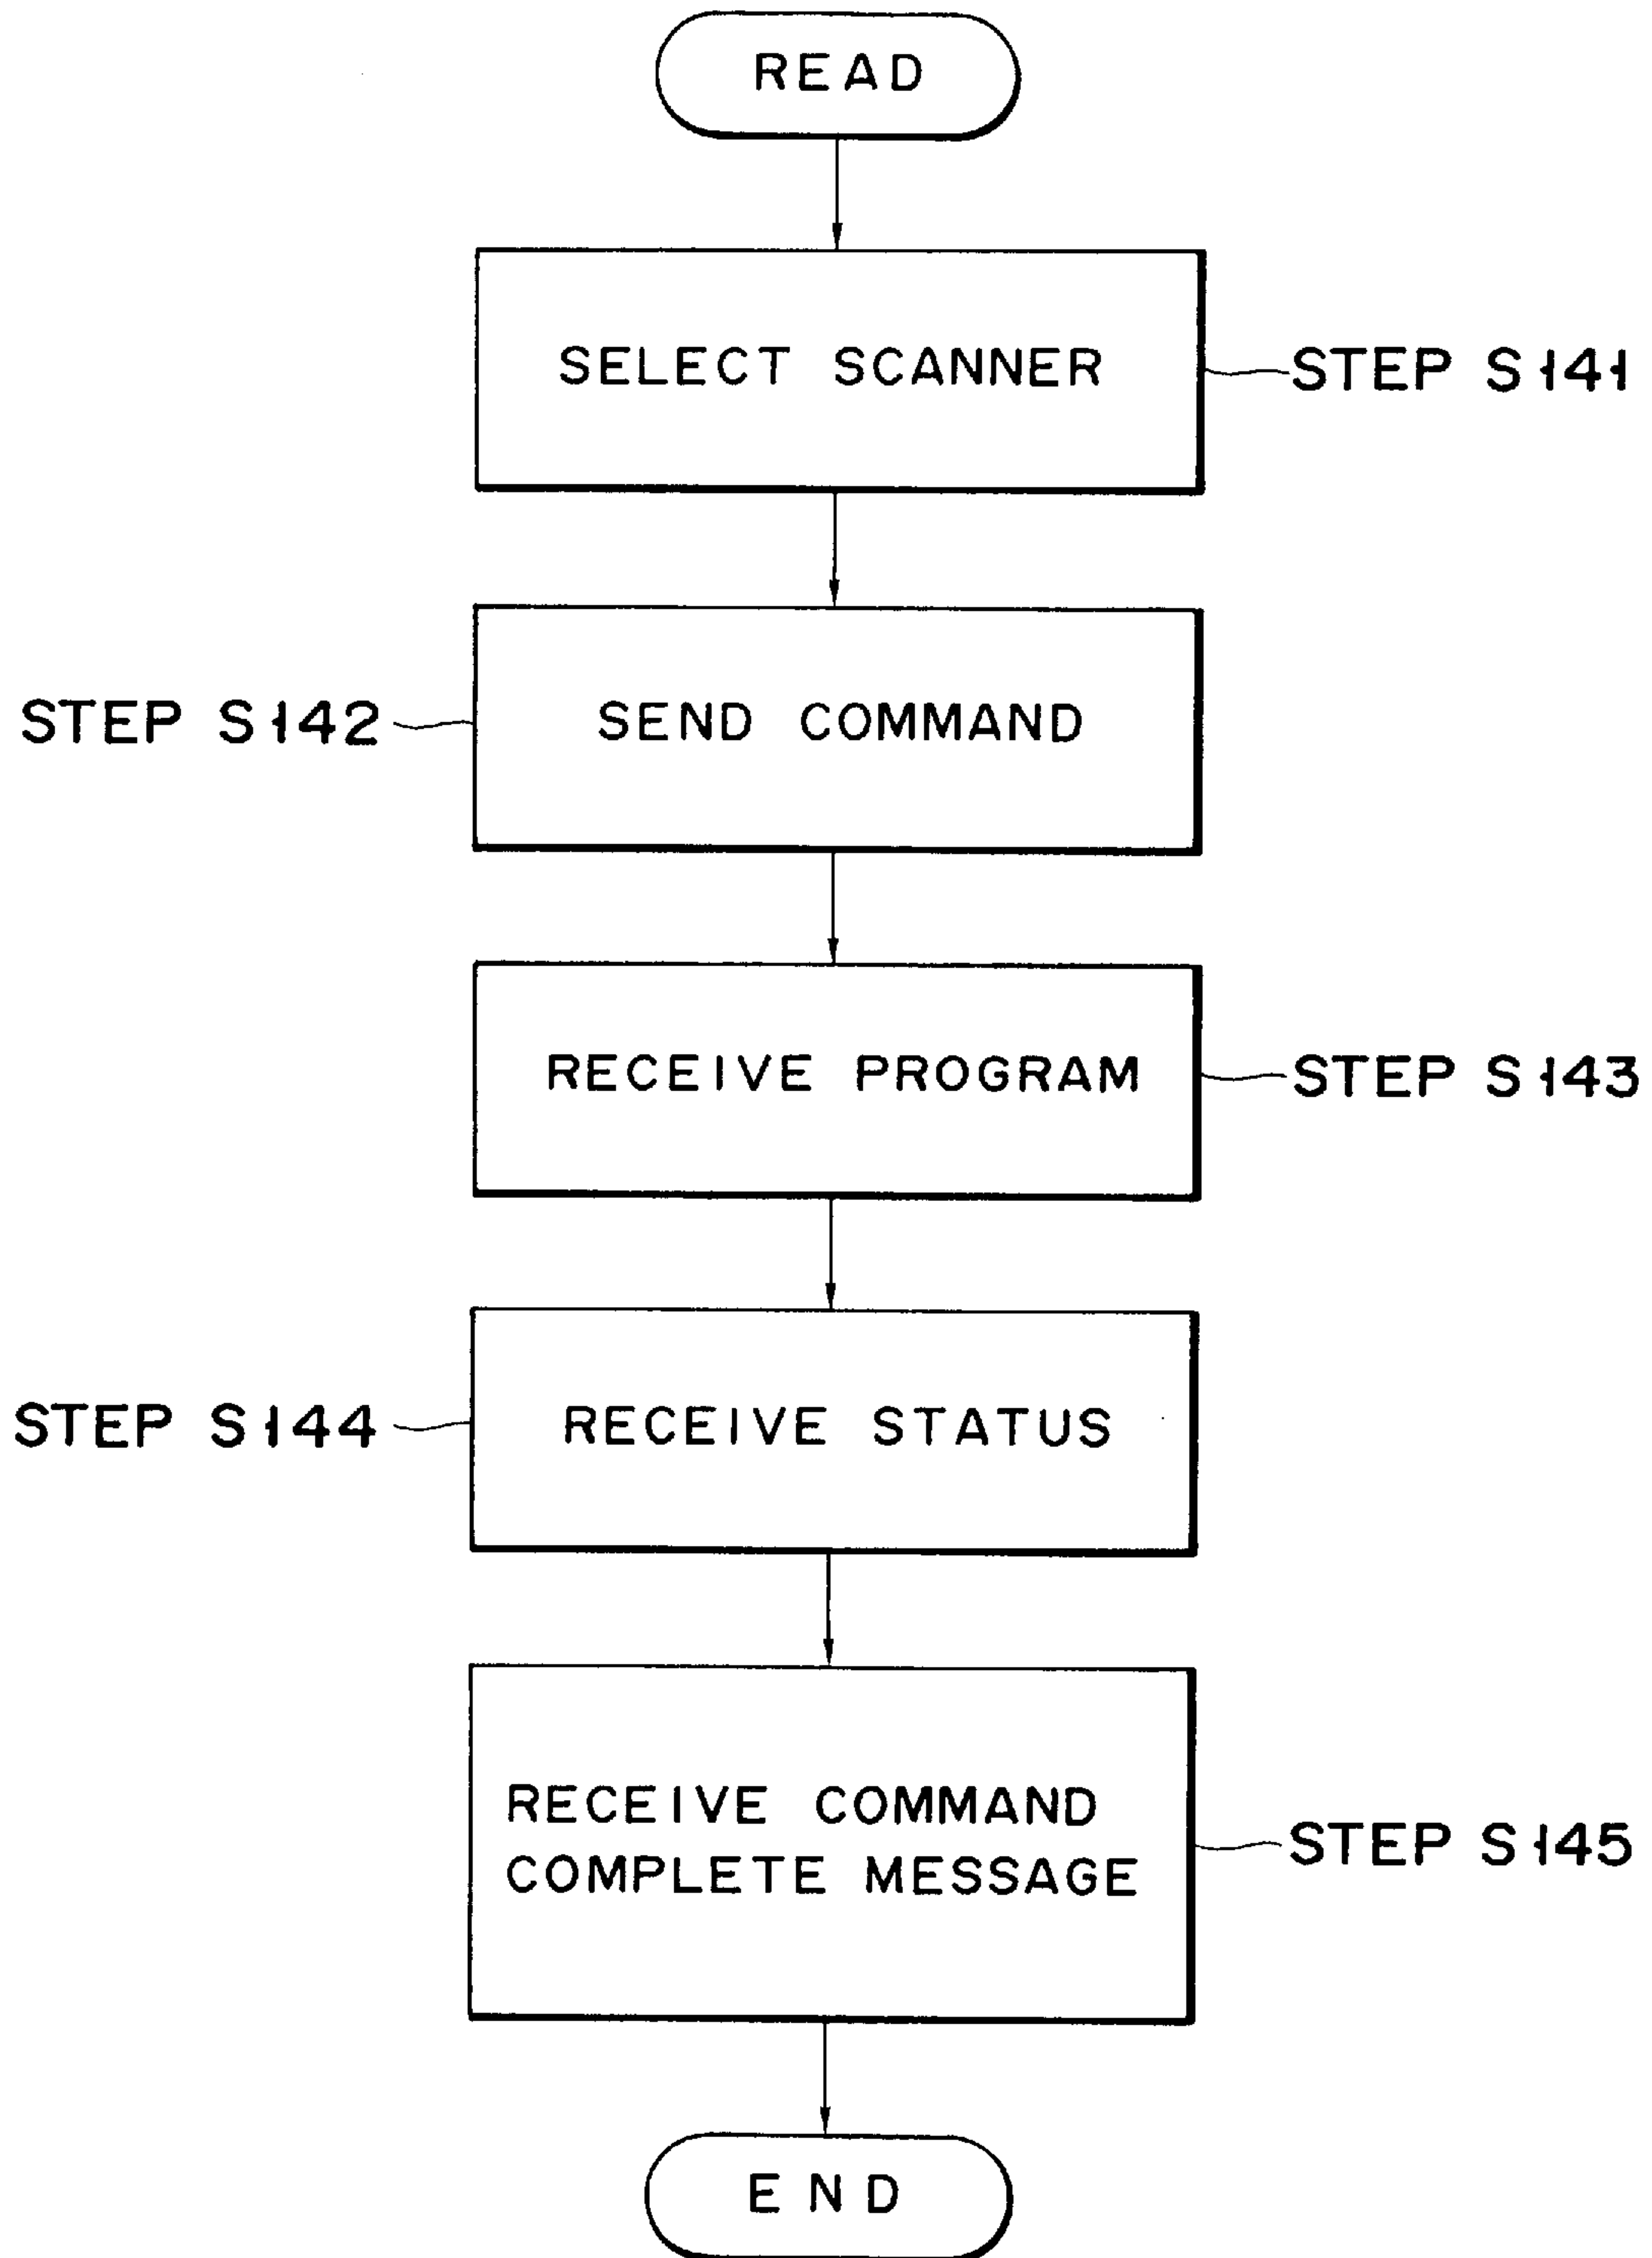 READ
SELECT SCANNER
STEP S141
STEP S142
SEND COMMAND
RECEIVE PROGRAM
STEP S143
STEP S144
RECEIVE STATUS
RECEIVE COMMAND
COMPLETE MESSAGE
STEP S145
END